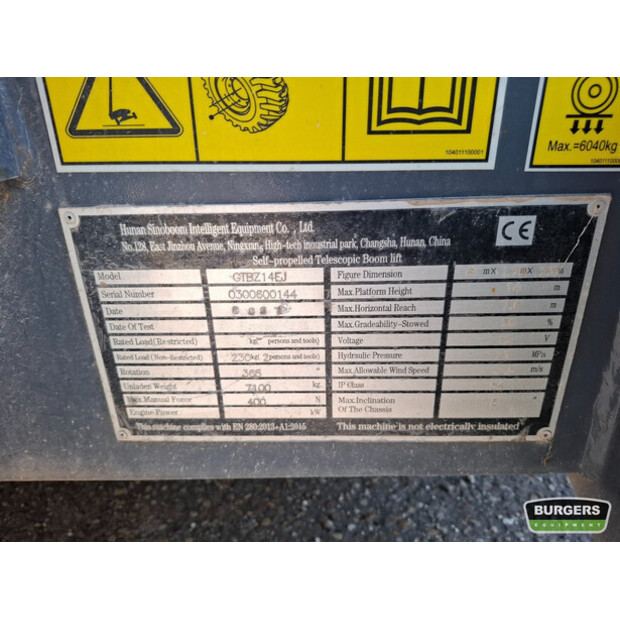 104011100001
Max.=6040kg
Hunan Sinoboom Intelligent Equipment Co. , Ltd.
No.128, East Jinzhou Avenue, Ningxiang High-tech industrial park, Changsha, Hunan, China
Self-propelled Telescopic Boom lift
CE
Model GTBZ14EJ
Serial Number 0300600144
Date
Date Of Test
Rated Load(Restricted) kg( persons and tools)
Rated Load (Non-Restricted) 230kg( 2persons and tools)
Rotation °
Unladen Weight kg
Max.Manual Force 400 N
Engine Power kW
Figure Dimension m X
Max.Platform Height m
Max.Horizontal Reach m
Max.Gradeability-Stowed %
Voltage V
Hydraulic Pressure MPa
Max.Allowable Wind Speed m/s
IP Class
Max.Inclination
Of The Chassis °
This machine complies with EN 280:2013+A1:2015
This machine is not electrically insulated
BURGERS
EQUIPMENT